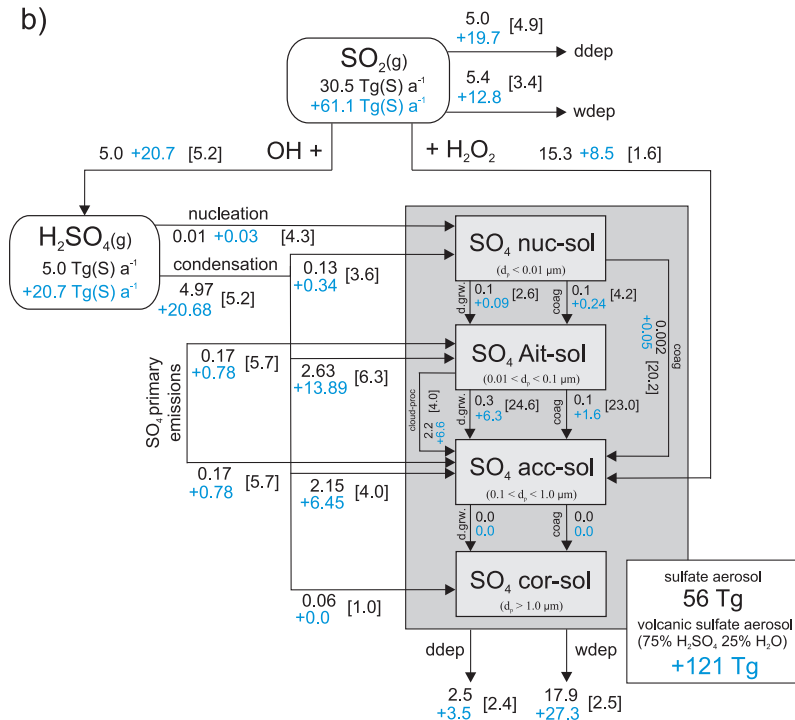 b)
SO₂(g)
30.5 Tg(S) a⁻¹
+61.1 Tg(S) a⁻¹
5.0
+19.7
[4.9]
ddep
5.4
+12.8
[3.4]
wdep
5.0 +20.7 [5.2]
OH +
+ H₂O₂
15.3 +8.5 [1.6]
H₂SO₄(g)
5.0 Tg(S) a⁻¹
+20.7 Tg(S) a⁻¹
nucleation
0.01 +0.03 [4.3]
condensation
4.97
+20.68
[5.2]
0.13
+0.34
[3.6]
SO₄ nuc-sol
(dₚ < 0.01 µm)
d.grw.
0.1
+0.09
[2.6]
coag
0.1
+0.24
[4.2]
0.002
+0.05
[20.2]
coag
SO₄ primary
emissions
0.17
+0.78
[5.7]
2.63
+13.89
[6.3]
SO₄ Ait-sol
(0.01 < dₚ < 0.1 µm)
cloud-proc
2.2
+6.6
[4.0]
d.grw.
0.3
+6.3
[24.6]
coag
0.1
+1.6
[23.0]
0.17
+0.78
[5.7]
2.15
+6.45
[4.0]
SO₄ acc-sol
(0.1 < dₚ < 1.0 µm)
d.grw.
0.0
0.0
coag
0.0
0.0
0.06
+0.0
[1.0]
SO₄ cor-sol
(dₚ > 1.0 µm)
sulfate aerosol
56 Tg
volcanic sulfate aerosol
(75% H₂SO₄ 25% H₂O)
+121 Tg
ddep
2.5
+3.5
[2.4]
wdep
17.9
+27.3
[2.5]